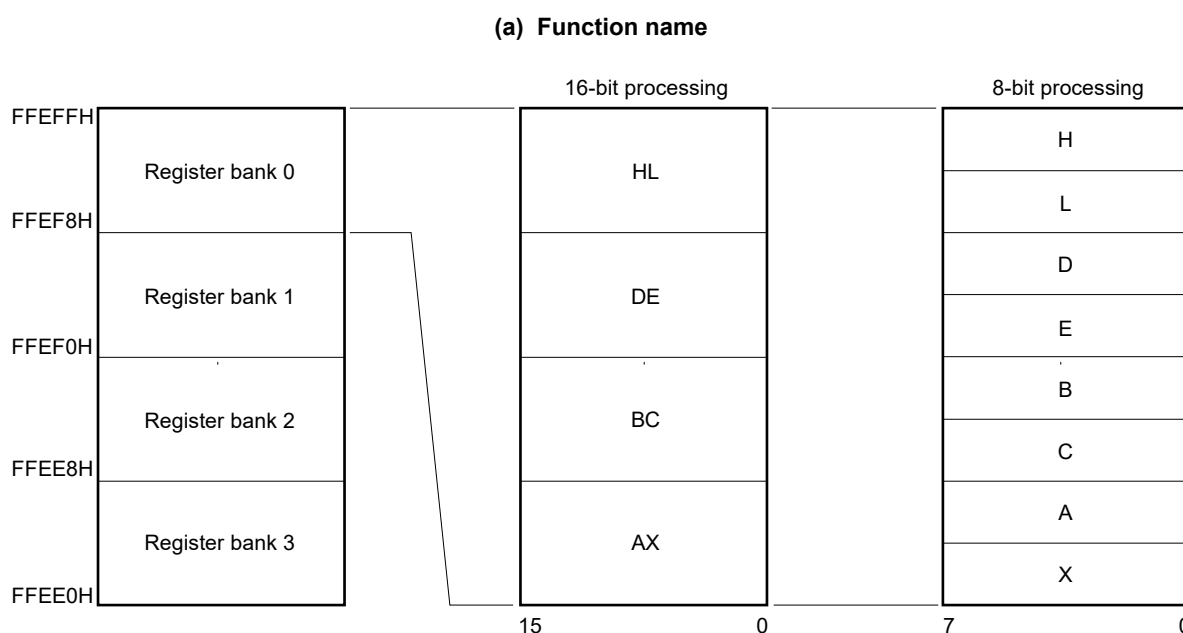 (a) Function name
16-bit processing
8-bit processing
FFEFFH
Register bank 0
HL
H
L
FFEF8H
Register bank 1
DE
D
E
FFEF0H
Register bank 2
BC
B
C
FFEE8H
Register bank 3
AX
A
X
FFEE0H
15 0 7 0